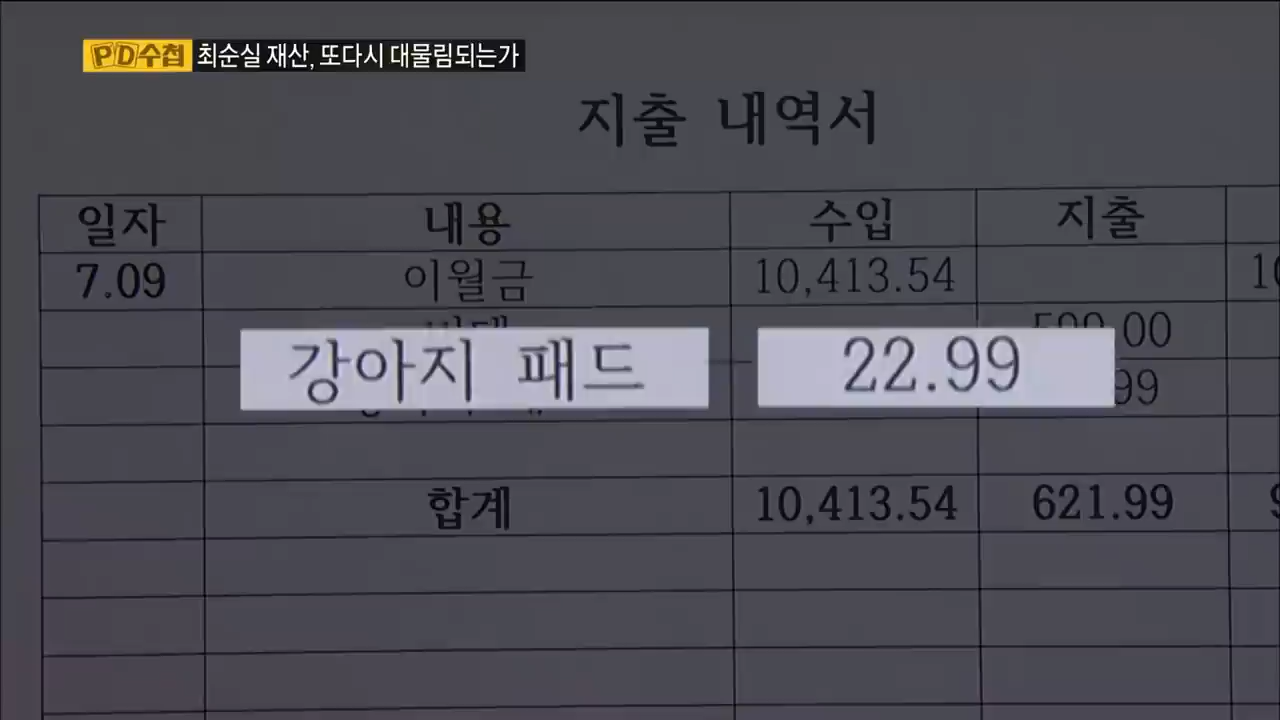 PD수첩 최순실 재산, 또다시 대물림되는가
지출 내역서
일자 내용 수입 지출
7.09 이월금 10,413.54
강아지 패드 22.99
합계 10,413.54 621.99